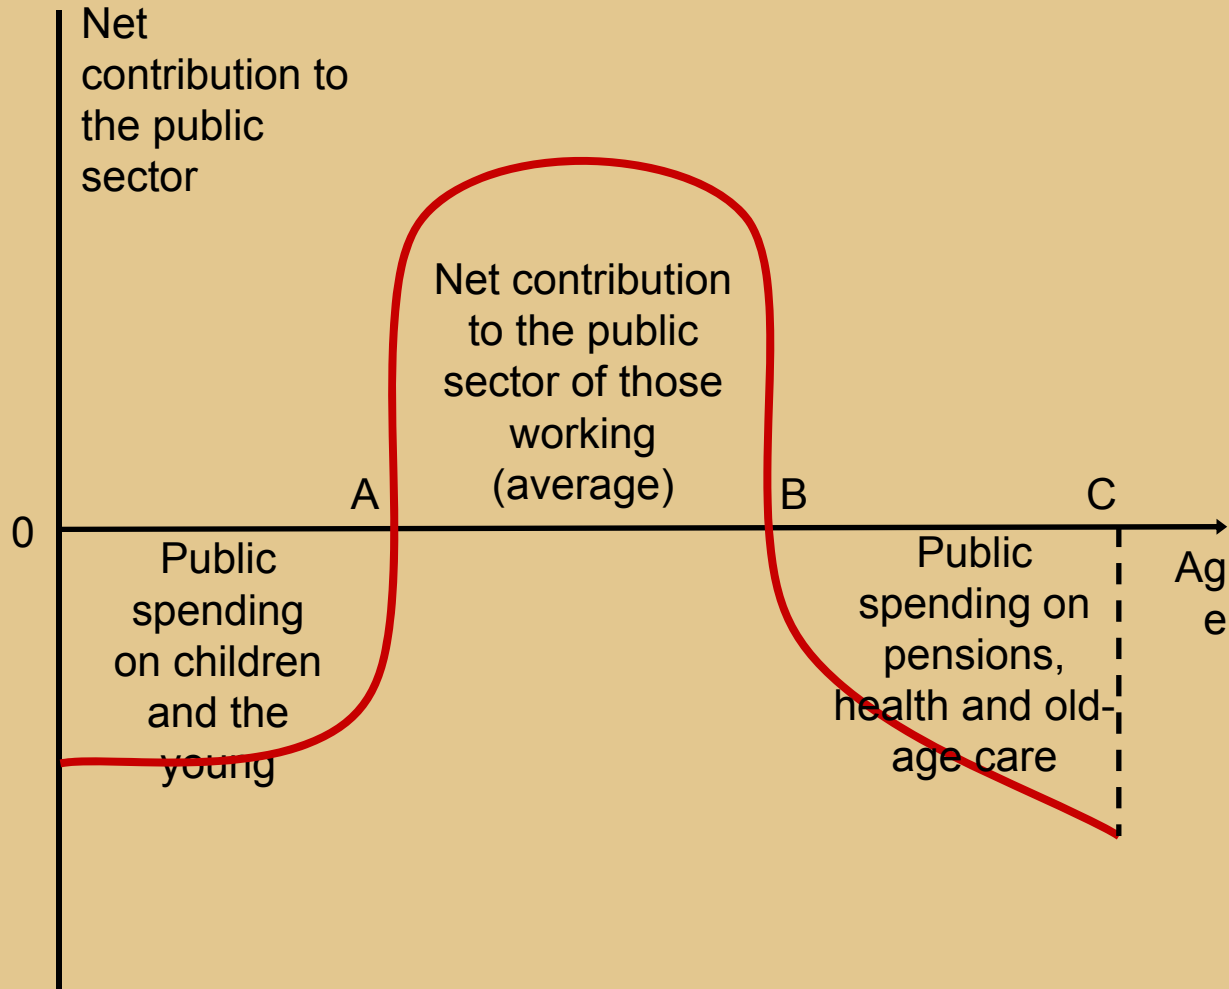 Net
contribution to
the public
sector
Net contribution
to the public
sector of those
working
(average)
A
B
C
0
Public
spending
on children
and the
young
Public
spending on
pensions,
health and old-
age care
Ag
e